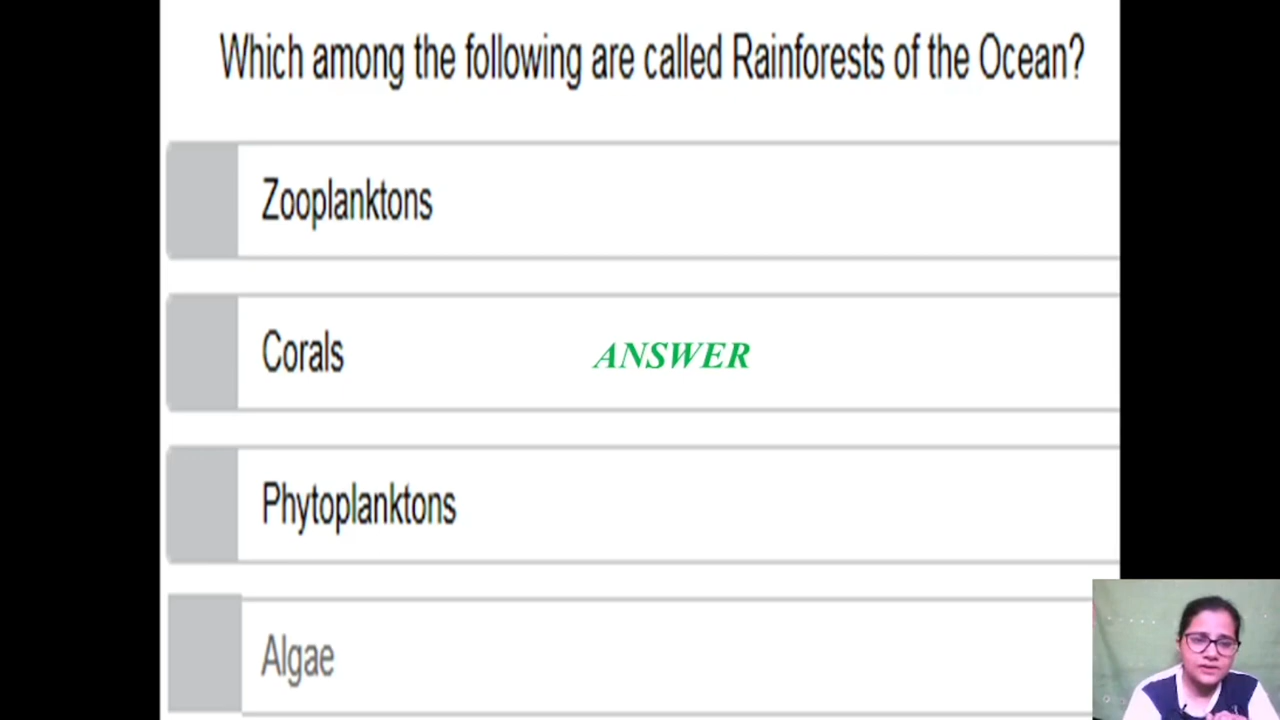 Which among the following are called Rainforests of the Ocean?
Zooplanktons
Corals ANSWER
Phytoplanktons
Algae